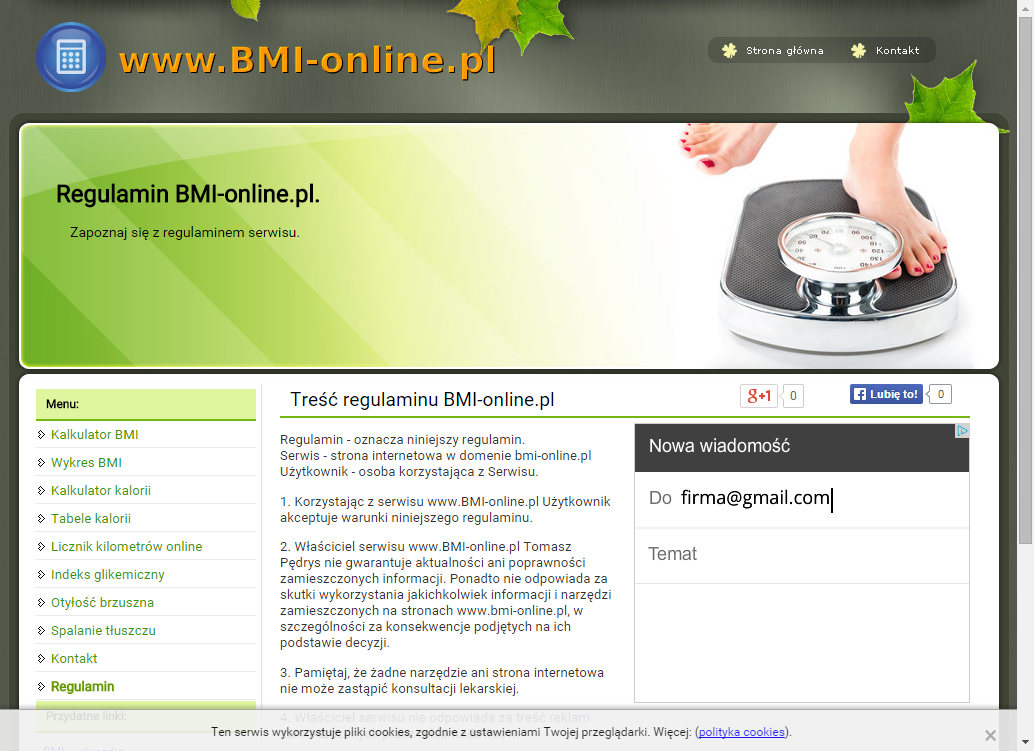 www.BMI-online.pl
Strona główna
Kontakt
Regulamin BMI-online.pl.
Zapoznaj się z regulaminem serwisu.
Menu:
Kalkulator BMI
Wykres BMI
Kalkulator kalorii
Tabele kalorii
Licznik kilometrów online
Indeks glikemiczny
Otyłość brzuszna
Spalanie tłuszczu
Kontakt
Regulamin
Przydatne linki:
Treść regulaminu BMI-online.pl
g+1
0
Lubię to!
0
Regulamin - oznacza niniejszy regulamin.
Serwis - strona internetowa w domenie bmi-online.pl
Użytkownik - osoba korzystająca z Serwisu.
1. Korzystając z serwisu www.BMI-online.pl Użytkownik
akceptuje warunki niniejszego regulaminu.
2. Właściciel serwisu www.BMI-online.pl Tomasz
Pędrys nie gwarantuje aktualności ani poprawności
zamieszczonych informacji. Ponadto nie odpowiada za
skutki wykorzystania jakichkolwiek informacji i narzędzi
zamieszczonych na stronach www.bmi-online.pl, w
szczególności za konsekwencje podjętych na ich
podstawie decyzji.
3. Pamiętaj, że żadne narzędzie ani strona internetowa
nie może zastąpić konsultacji lekarskiej.
4. Właściciel serwisu nie odpowiada za treść reklam
Nowa wiadomość
Do firma@gmail.com
Temat
Ten serwis wykorzystuje pliki cookies, zgodnie z ustawieniami Twojej przeglądarki. Więcej: (polityka cookies).